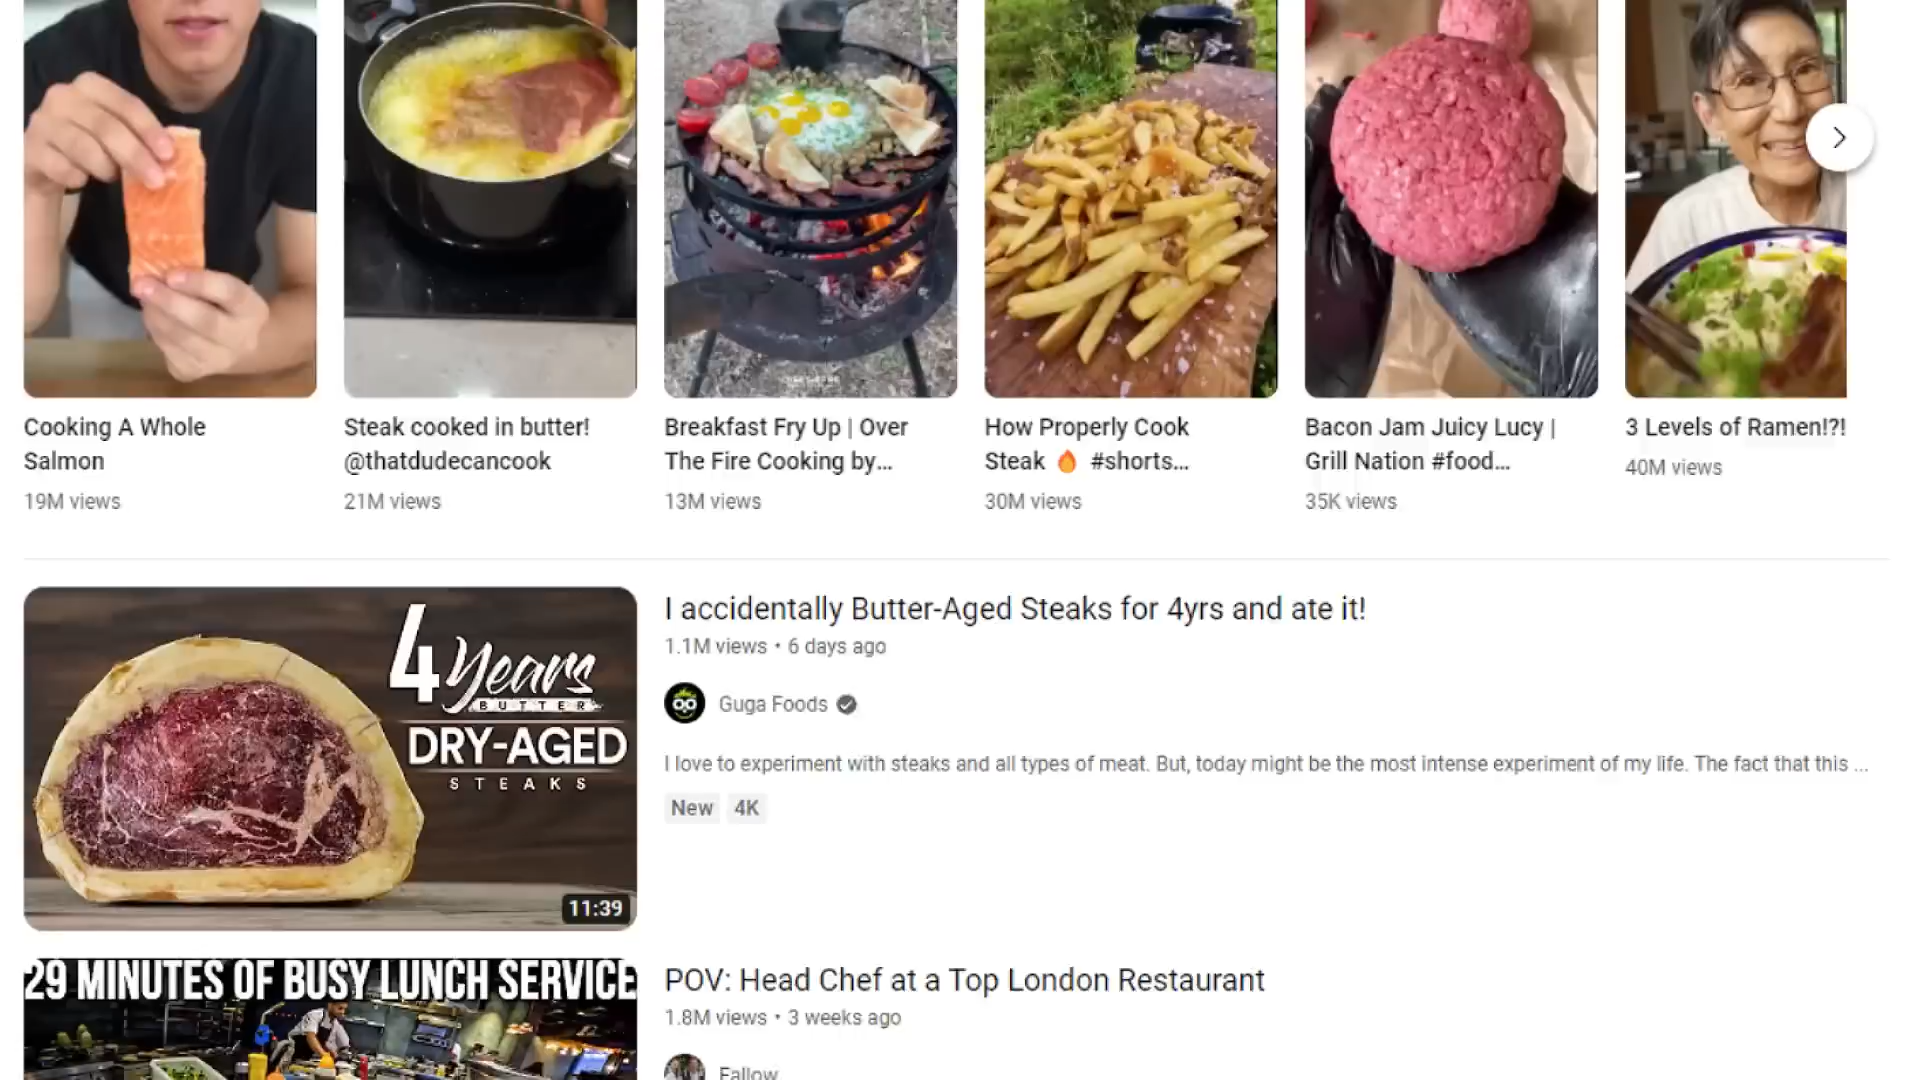 Cooking A Whole
Salmon
19M views
Steak cooked in butter!
@thatdudecancook
21M views
Breakfast Fry Up | Over
The Fire Cooking by...
13M views
How Properly Cook
Steak 🔥 #shorts...
30M views
Bacon Jam Juicy Lucy |
Grill Nation #food...
35K views
3 Levels of Ramen!?!
40M views
4 Years
BUTTER
DRY-AGED
STEAKS
11:39
I accidentally Butter-Aged Steaks for 4yrs and ate it!
1.1M views • 6 days ago
Guga Foods
I love to experiment with steaks and all types of meat. But, today might be the most intense experiment of my life. The fact that this ...
New 4K
29 MINUTES OF BUSY LUNCH SERVICE
POV: Head Chef at a Top London Restaurant
1.8M views • 3 weeks ago
Fallow